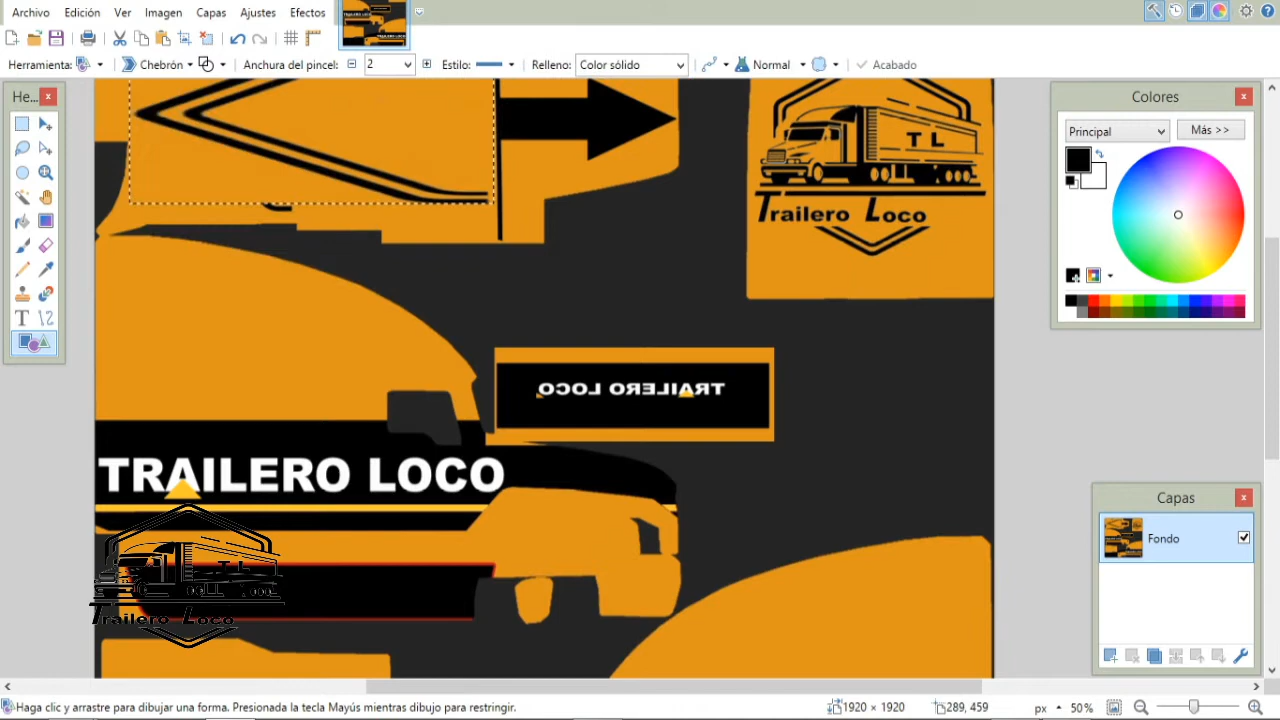 Archivo Edición Ver Imagen Capas Ajustes Efectos
Herramienta: Chebrón Anchura del pincel: 2 Estilo: Relleno: Color sólido Normal Acabado
He...
Colores
Principal
ás >>
T L
Trailero Loco
TRAILERO LOCO
TRAILERO LOCO
Trailero Loco
Capas
Fondo
Haga clic y arrastre para dibujar una forma. Presionada la tecla Mayús mientras dibujo para restringir.
1920 × 1920
289, 459
px
50%